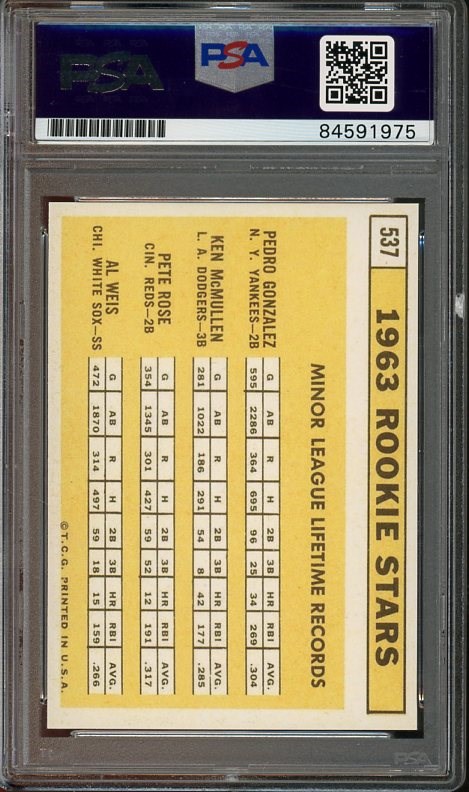 PSA
PSA
84591975
537
1963 ROOKIE STARS
MINOR LEAGUE LIFETIME RECORDS
PEDRO GONZALEZ
N. Y. YANKEES—2B
G AB R H 2B 3B HR RBI AVG.
595 2286 364 695 96 25 34 269 .304
KEN McMULLEN
L. A. DODGERS—3B
G AB R H 2B 3B HR RBI AVG.
281 1022 186 291 54 8 42 177 .285
PETE ROSE
CIN. REDS—2B
G AB R H 2B 3B HR RBI AVG.
354 1345 301 427 59 52 12 191 .317
AL WEIS
CHI. WHITE SOX—SS
G AB R H 2B 3B HR RBI AVG.
472 1870 314 497 59 18 15 159 .266
©T.C.G. PRINTED IN U.S.A.
PSA